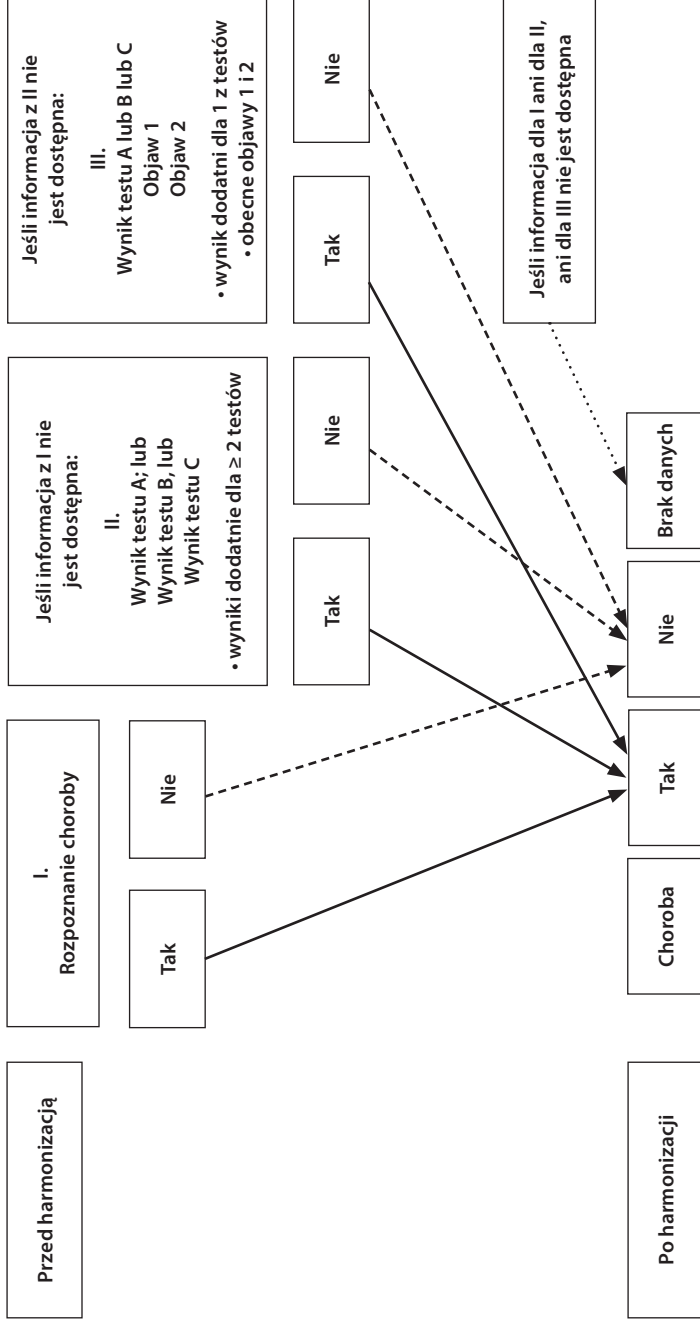 Przed harmonizacją
I.
Rozpoznanie choroby
Tak
Nie
Jeśli informacja z I nie
jest dostępna:
II.
Wynik testu A; lub
Wynik testu B, lub
Wynik testu C
• wyniki dodatnie dla ≥ 2 testów
Tak
Nie
Jeśli informacja z II nie
jest dostępna:
III.
Wynik testu A lub B lub C
Objaw 1
Objaw 2
• wynik dodatni dla 1 z testów
• obecne objawy 1 i 2
Tak
Nie
Jeśli informacja dla I ani dla II,
ani dla III nie jest dostępna
Po harmonizacji
Choroba
Tak
Nie
Brak danych